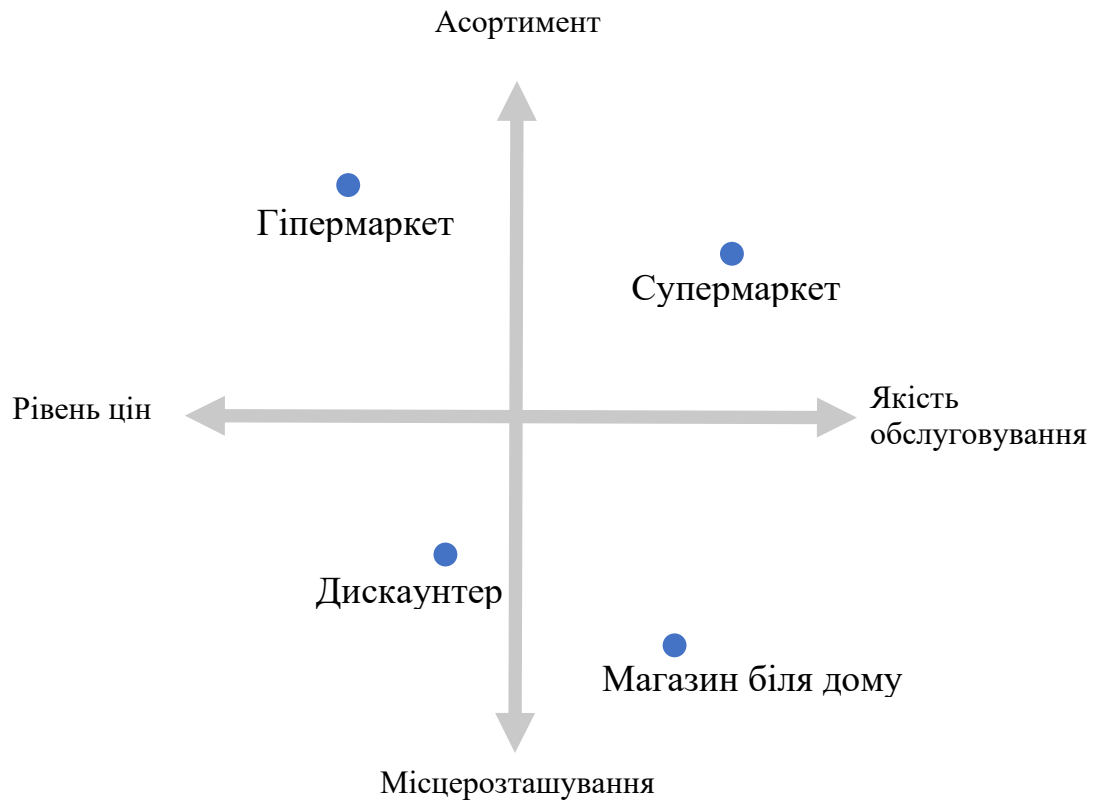 Асортимент
Гіпермаркет
Супермаркет
Рівень цін
Якість
обслуговування
Дискаунтер
Магазин біля дому
Місцерозташування